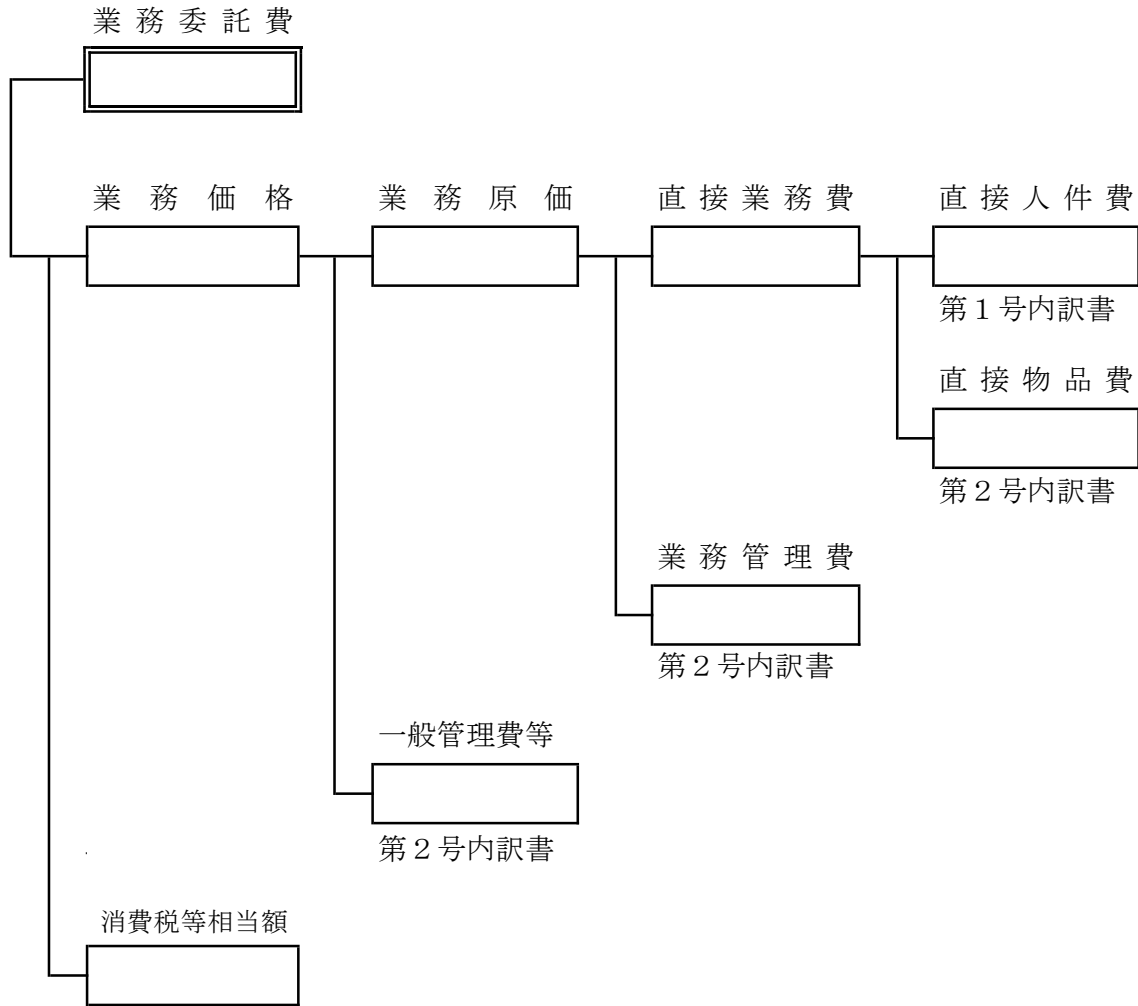 業務委託費
業務価格
業務原価
直接業務費
直接人件費
第１号内訳書
直接物品費
第２号内訳書
業務管理費
第２号内訳書
一般管理費等
第２号内訳書
消費税等相当額